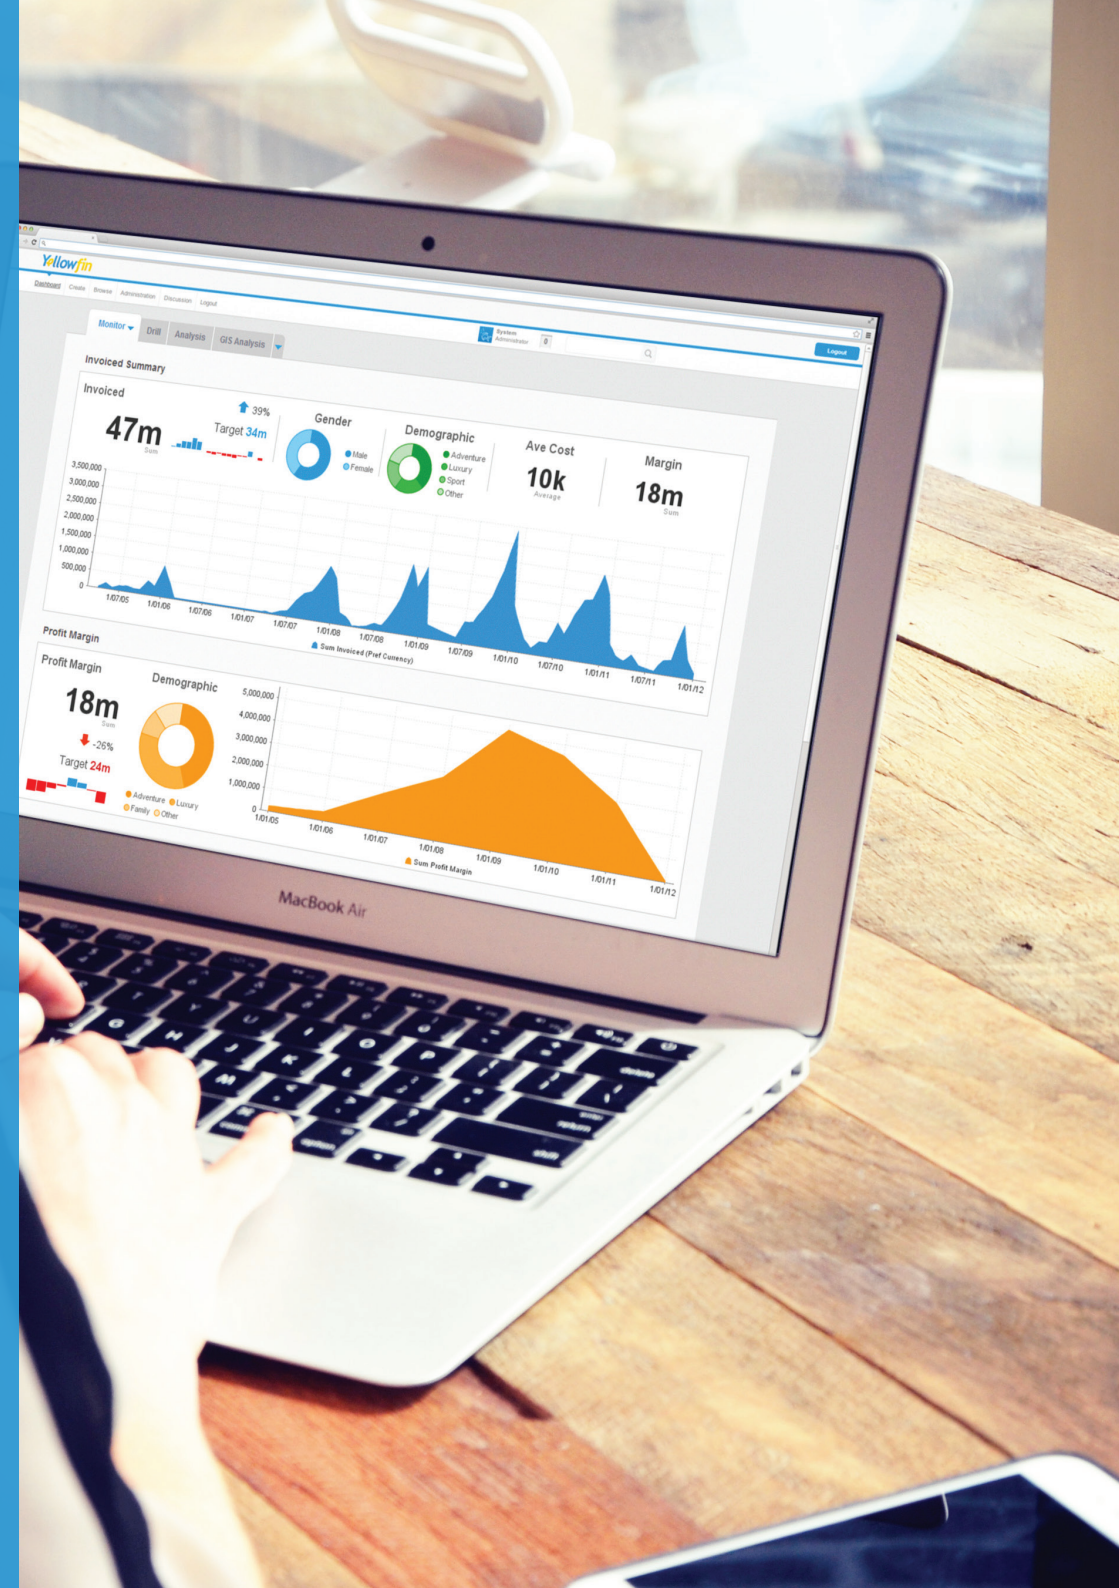 Yellowfin
Dashboard Create Browse Administration Discussion Logout
System
Administrator
0
Logout
Monitor Drill Analysis GIS Analysis
Invoiced Summary
Invoiced
39%
47m
Sum
Target 34m
Gender
Male
Female
Demographic
Adventure
Luxury
Sport
Other
Ave Cost
10k
Average
Margin
18m
Sum
3,500,000
3,000,000
2,500,000
2,000,000
1,500,000
1,000,000
500,000
0
1/07/05 1/01/06 1/07/06 1/01/07 1/07/07 1/01/08 1/07/08 1/01/09 1/07/09 1/01/10 1/07/10 1/01/11 1/07/11 1/01/12
Sum Invoiced (Pref Currency)
Profit Margin
Profit Margin
18m
Sum
-26%
Target 24m
Demographic
Adventure Luxury
Family Other
5,000,000
4,000,000
3,000,000
2,000,000
1,000,000
0
1/01/05 1/01/06 1/01/07 1/01/08 1/01/09 1/01/10 1/01/11 1/01/12
Sum Profit Margin
MacBook Air
delete
return
shift
option